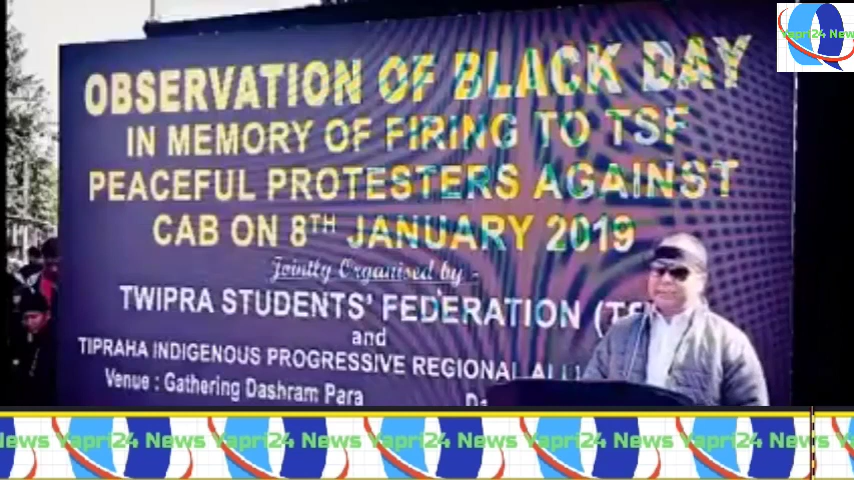 Yapri24 News
OBSERVATION OF BLACK DAY
IN MEMORY OF FIRING TO TSF
PEACEFUL PROTESTERS AGAINST
CAB ON 8TH JANUARY 2019
Jointly Organised by -
TWIPRA STUDENTS' FEDERATION (TSF
and
TIPRAHA INDIGENOUS PROGRESSIVE REGIONAL ALLI
Venue : Gathering Dashram Para
News Yapri24 News Yapri24 News Yapri24 News Yapri24 News Yapri24 News